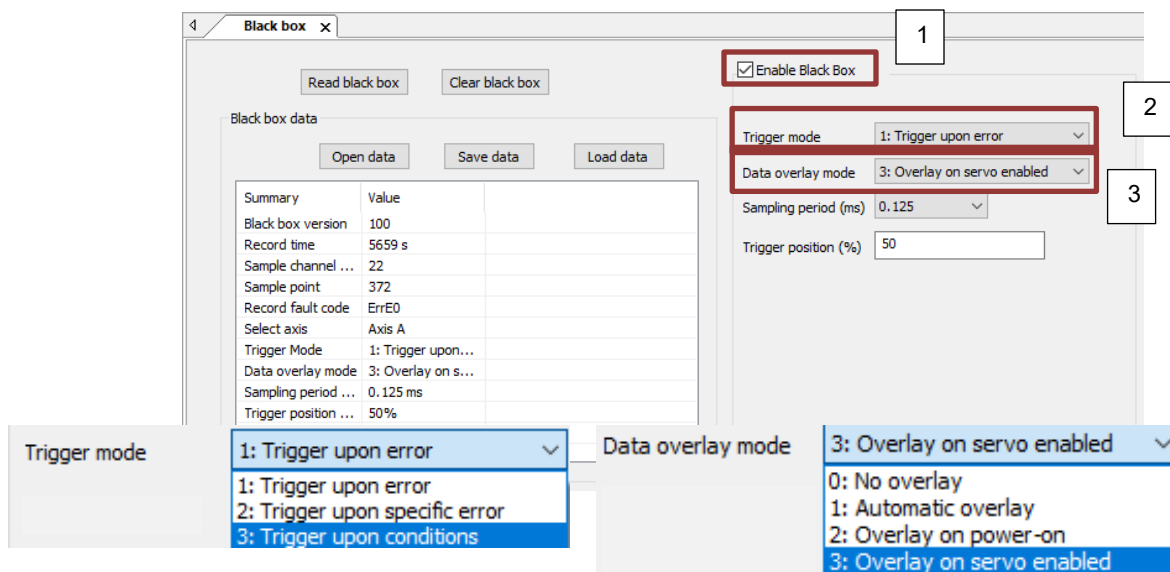 Black box x
1
Read black box Clear black box
Enable Black Box
2
Black box data
Trigger mode 1: Trigger upon error
Open data Save data Load data
Data overlay mode 3: Overlay on servo enabled
3
Summary Value
Sampling period (ms) 0.125
Black box version 100
Record time 5659 s
Trigger position (%) 50
Sample channel ... 22
Sample point 372
Record fault code ErrE0
Select axis Axis A
Trigger Mode 1: Trigger upon...
Data overlay mode 3: Overlay on s...
Sampling period ... 0.125 ms
Trigger position ... 50%
Trigger mode 1: Trigger upon error
1: Trigger upon error
2: Trigger upon specific error
3: Trigger upon conditions
Data overlay mode 3: Overlay on servo enabled
0: No overlay
1: Automatic overlay
2: Overlay on power-on
3: Overlay on servo enabled